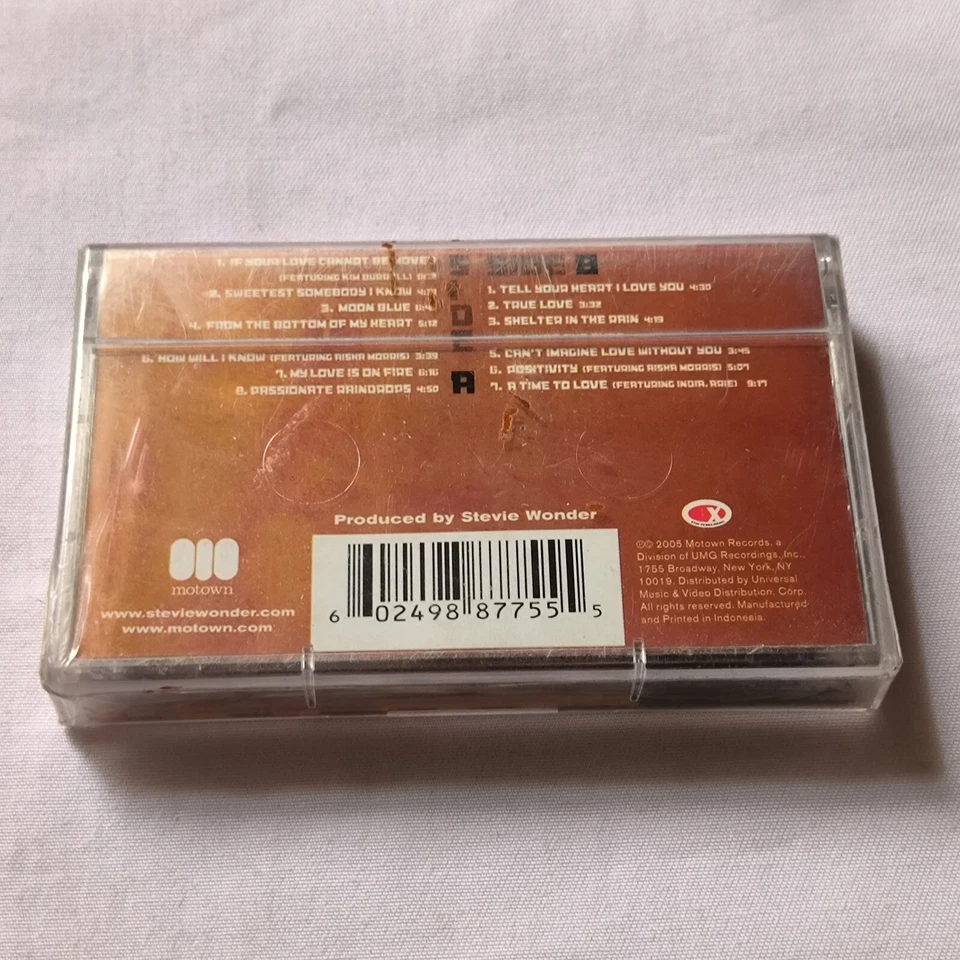 1. IF YOUR LOVE CANNOT BE MOVED
(FEATURING KIM BURRELL)
2. SWEETEST SOMEBODY I KNOW
3. MOON BLUE
4. FROM THE BOTTOM OF MY HEART 5:12
6. HOW WILL I KNOW (FEATURING AISHA MORRIS) 3:39
7. MY LOVE IS ON FIRE 6:16
8. PASSIONATE RAINDROPS 4:50
A
SIDE B
1. TELL YOUR HEART I LOVE YOU 4:30
2. TRUE LOVE 3:32
3. SHELTER IN THE RAIN 4:19
5. CAN'T IMAGINE LOVE WITHOUT YOU 3:45
6. POSITIVITY (FEATURING AISHA MORRIS) 5:07
7. A TIME TO LOVE (FEATURING INDIA. ARIE) 9:17
Produced by Stevie Wonder
motown
www.steviewonder.com
www.motown.com
6 02498 87755 5
℗© 2005 Motown Records, a
Division of UMG Recordings, Inc.,
1755 Broadway, New York, NY
10019. Distributed by Universal
Music & Video Distribution, Corp.
All rights reserved. Manufactured
and Printed in Indonesia.